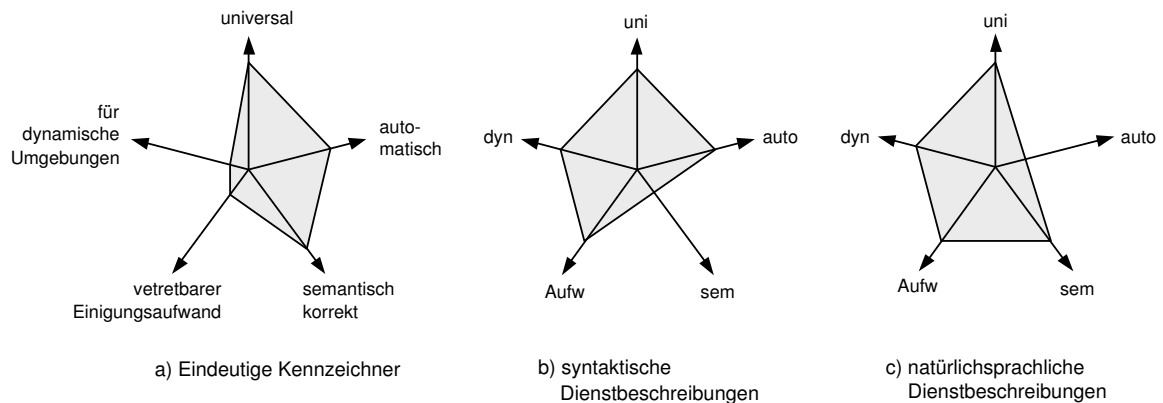 universal
für
dynamische
Umgebungen
auto-
matisch
vetretbarer
Einigungsaufwand
semantisch
korrekt
a) Eindeutige Kennzeichner
uni
dyn
auto
Aufw
sem
b) syntaktische
Dienstbeschreibungen
uni
dyn
auto
Aufw
sem
c) natürlichsprachliche
Dienstbeschreibungen